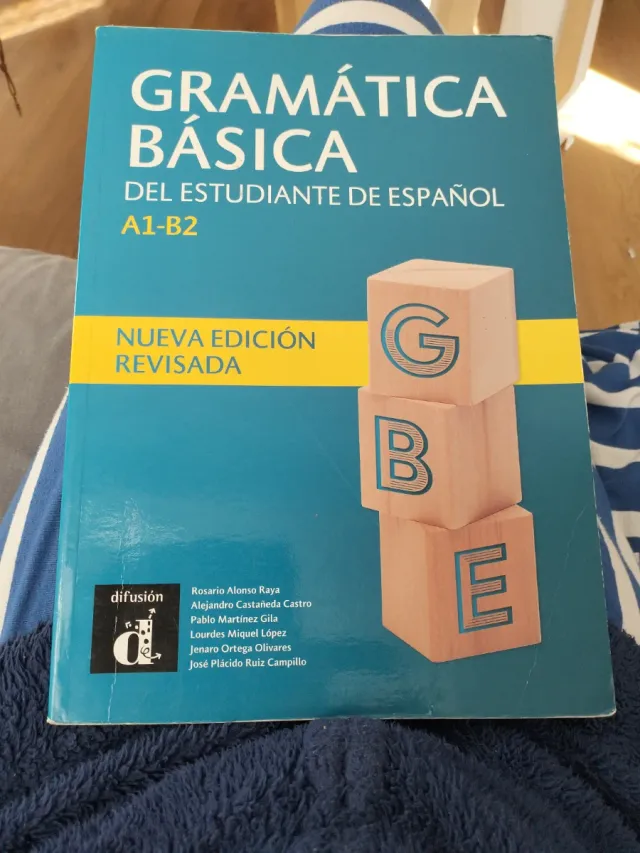 GRAMÁTICA
BÁSICA
DEL ESTUDIANTE DE ESPAÑOL
A1-B2
NUEVA EDICIÓN
REVISADA
G
B
E
difusión
d
Rosario Alonso Raya
Alejandro Castañeda Castro
Pablo Martínez Gila
Lourdes Miquel López
Jenaro Ortega Olivares
José Plácido Ruiz Campillo